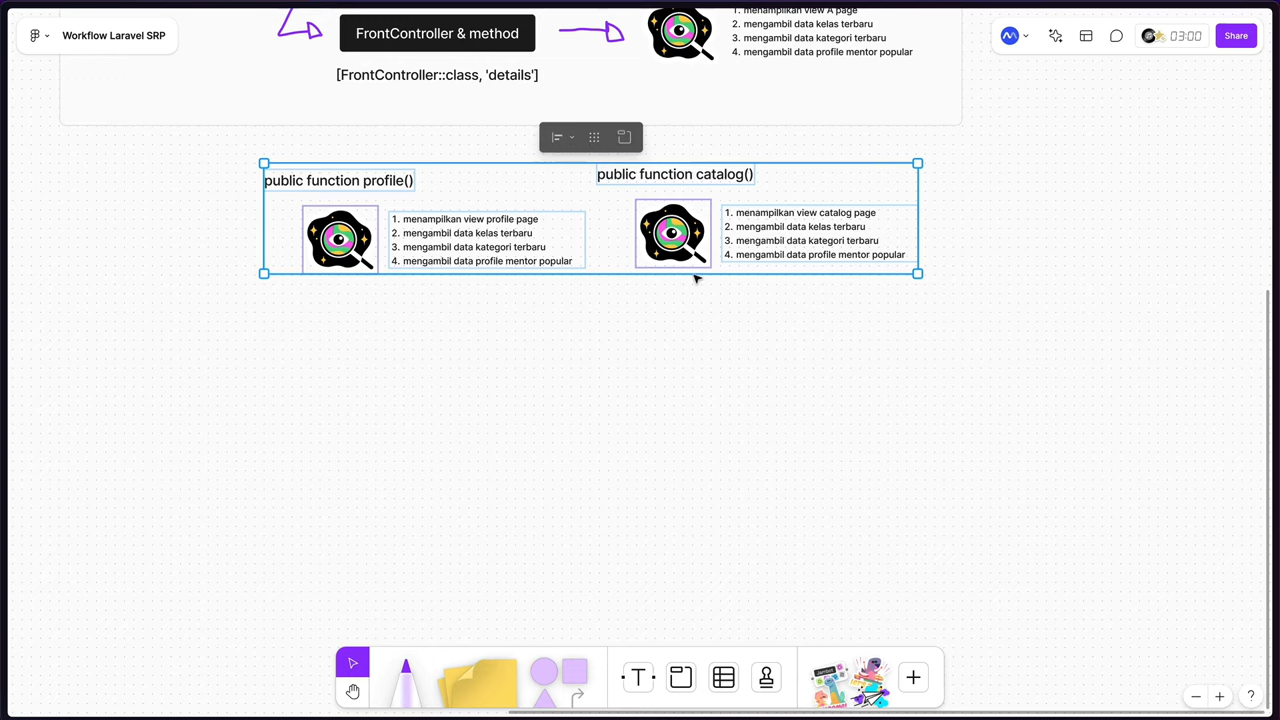 Workflow Laravel SRP
FrontController & method
[FrontController::class, 'details']
1. menampilkan view A page
2. mengambil data kelas terbaru
3. mengambil data kategori terbaru
4. mengambil data profile mentor popular
03:00
Share
public function profile()
1. menampilkan view profile page
2. mengambil data kelas terbaru
3. mengambil data kategori terbaru
4. mengambil data profile mentor popular
public function catalog()
1. menampilkan view catalog page
2. mengambil data kelas terbaru
3. mengambil data kategori terbaru
4. mengambil data profile mentor popular
T
?